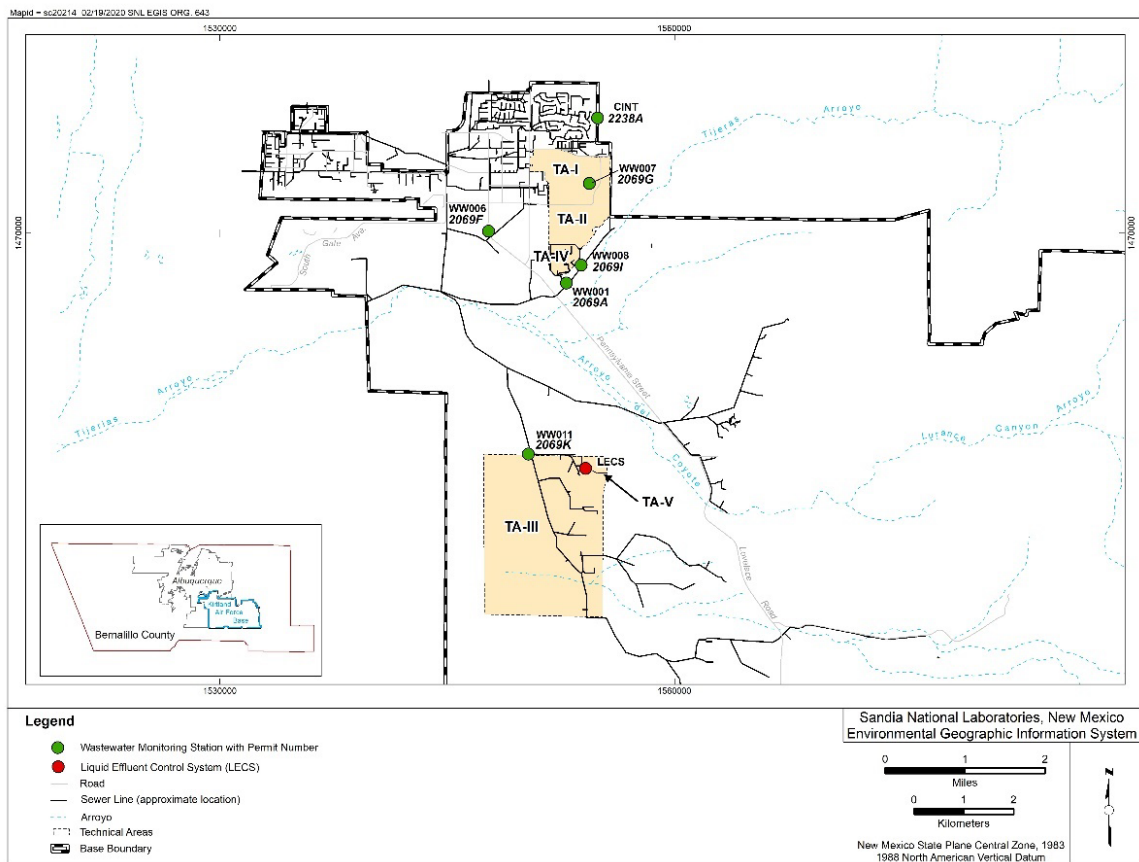 Mapid = sc20214 02/19/2020 SNL EGIS ORG. 643
1530000
1560000
CINT
2238A
Tijeras
Arroyo
TA-I
WW007
2069G
WW006
2069F
TA-II
1470000
1470000
South Gate Ave.
TA-IV
WW008
2069I
WW001
2069A
Pennsylvania Street
Arroyo del Coyote
Tijeras
Arroyo
Lurance
Canyon
Arroyo
WW011
2069K
LECS
TA-V
TA-III
Lovelace
Road
Albuquerque
Kirtland
Air Force
Base
Bernalillo County
1530000
1560000
Legend
Wastewater Monitoring Station with Permit Number
Liquid Effluent Control System (LECS)
Road
Sewer Line (approximate location)
Arroyo
Technical Areas
Base Boundary
Sandia National Laboratories, New Mexico
Environmental Geographic Information System
0 1 2
Miles
0 1 2
Kilometers
N
New Mexico State Plane Central Zone, 1983
1988 North American Vertical Datum